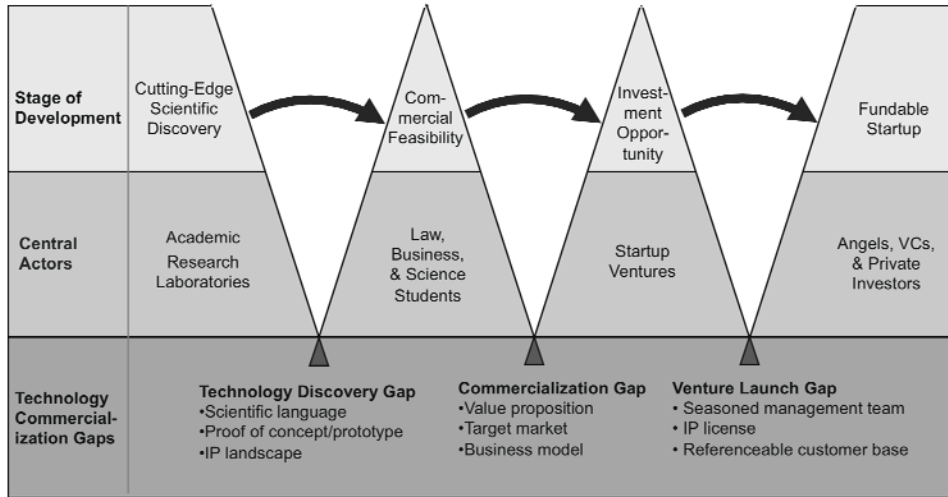 Stage of
Development
Cutting-Edge
Scientific
Discovery
Com-
mercial
Feasibility
Invest-
ment
Oppor-
tunity
Fundable
Startup
Central
Actors
Academic
Research
Laboratories
Law,
Business,
& Science
Students
Startup
Ventures
Angels, VCs,
& Private
Investors
Technology
Commercial-
ization Gaps
Technology Discovery Gap
•Scientific language
•Proof of concept/prototype
•IP landscape
Commercialization Gap
•Value proposition
•Target market
•Business model
Venture Launch Gap
• Seasoned management team
• IP license
• Referenceable customer base